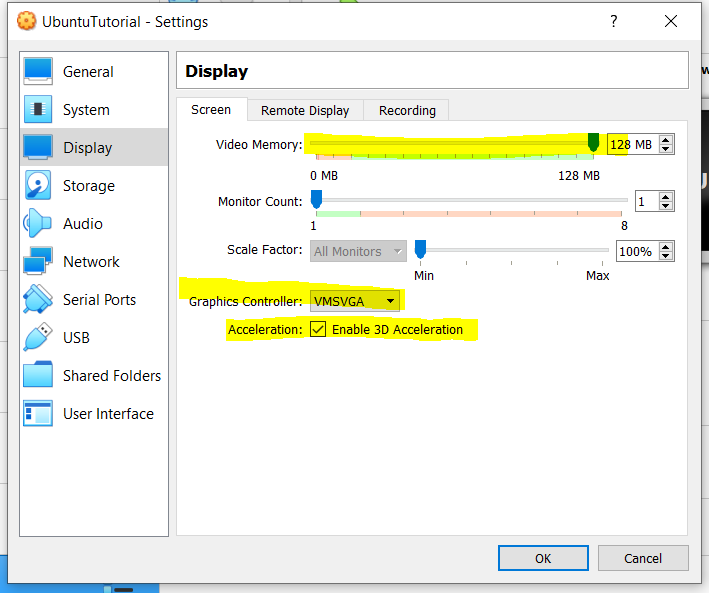 UbuntuTutorial - Settings
?
General
System
Display
Storage
Audio
Network
Serial Ports
USB
Shared Folders
User Interface
Display
Screen Remote Display Recording
Video Memory: 128 MB
0 MB 128 MB
Monitor Count: 1
1 8
Scale Factor: All Monitors 100%
Min Max
Graphics Controller: VMSVGA
Acceleration: Enable 3D Acceleration
OK Cancel